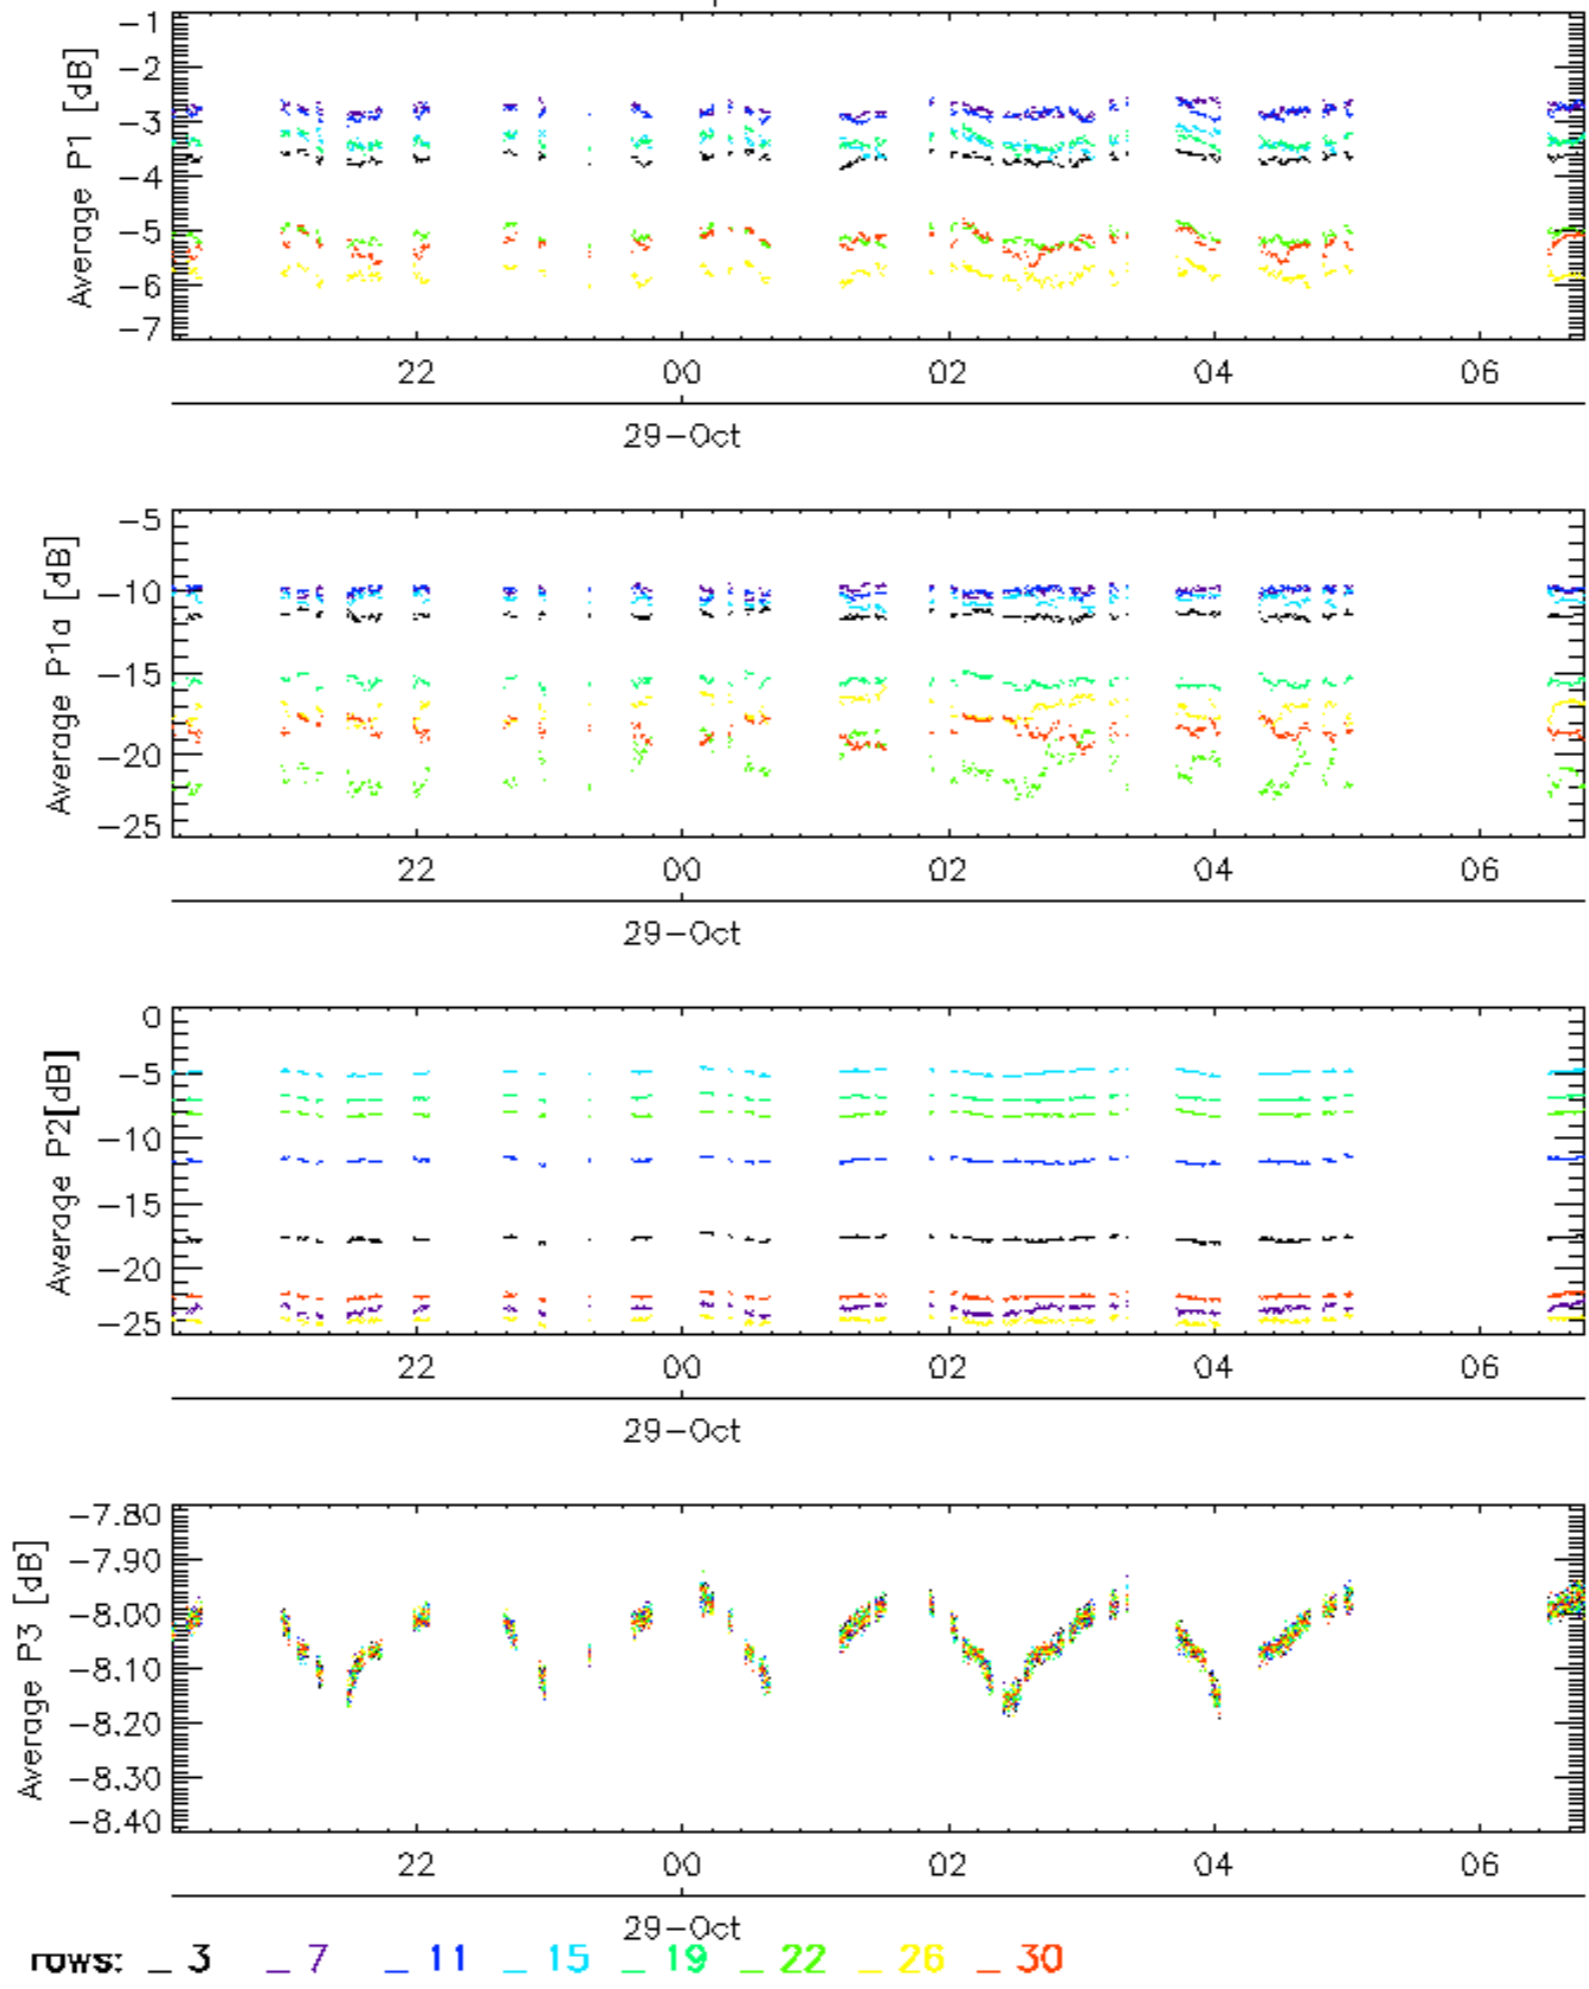 Average P1 [dB]
-1
-2
-3
-4
-5
-6
-7
22 00 02 04 06
29-Oct
Average P1a [dB]
-5
-10
-15
-20
-25
22 00 02 04 06
29-Oct
Average P2[dB]
0
-5
-10
-15
-20
-25
22 00 02 04 06
29-Oct
Average P3 [dB]
-7.80
-7.90
-8.00
-8.10
-8.20
-8.30
-8.40
22 00 02 04 06
29-Oct
rows: _ 3 _ 7 _ 11 _ 15 _ 19 _ 22 _ 26 _ 30